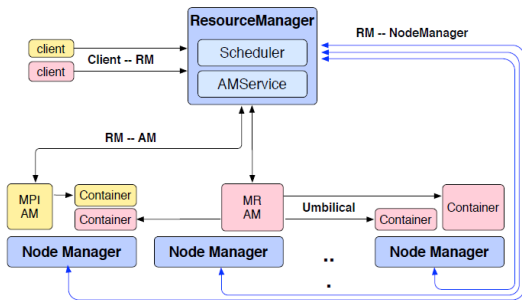 ResourceManager
client
client
Client -- RM
Scheduler
AMService
RM -- NodeManager
RM -- AM
MPI
AM
Container
Container
MR
AM
Umbilical
Container
Container
Node Manager
Node Manager
..
.
Node Manager